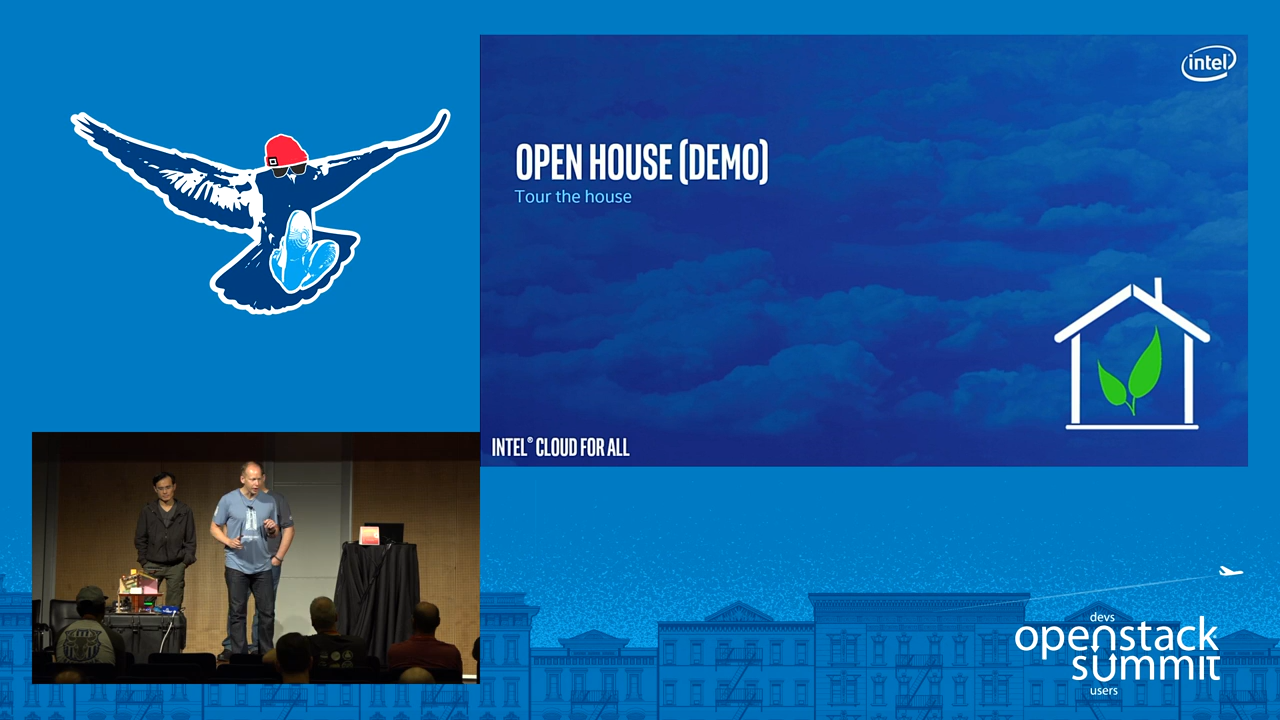 intel
OPEN HOUSE (DEMO)
Tour the house
INTEL® CLOUD FOR ALL
devs
openstack
summit
users